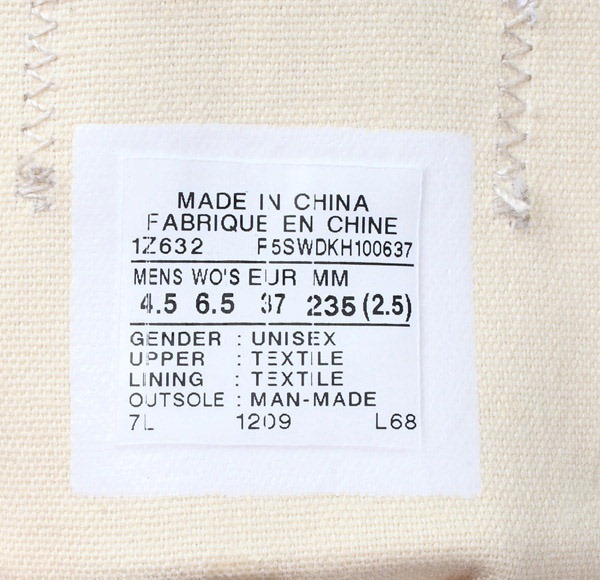 MADE IN CHINA
FABRIQUE EN CHINE
1Z632 P5SWDKH100637
MENS WO'S EUR MM
4.5 6.5 37 235 (2.5)
GENDER : UNISEX
UPPER : TEXTILE
LINING : TEXTILE
OUTSOLE : MAN-MADE
7L 1209 L68